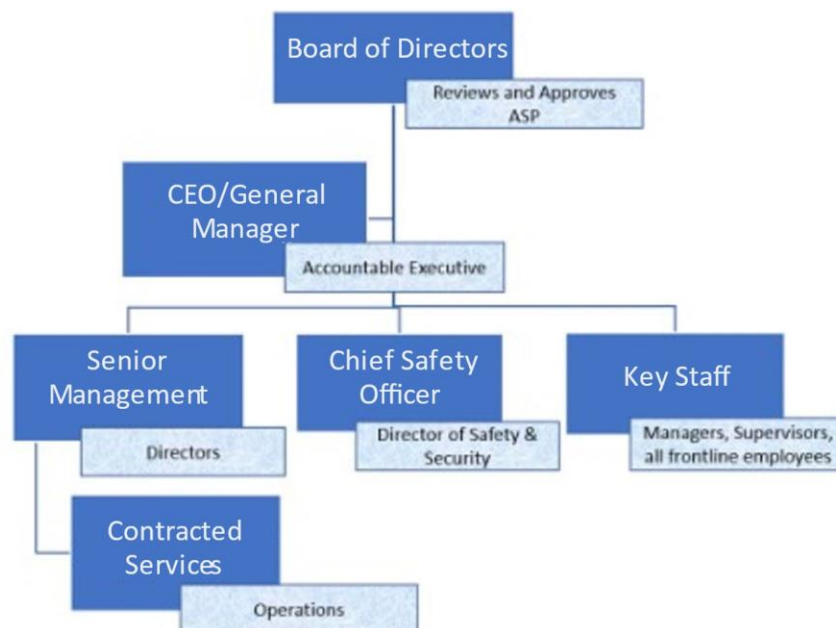 Board of Directors
Reviews and Approves
ASP
CEO/General
Manager
Accountable Executive
Senior
Management
Directors
Chief Safety
Officer
Director of Safety &
Security
Key Staff
Managers, Supervisors,
all frontline employees
Contracted
Services
Operations